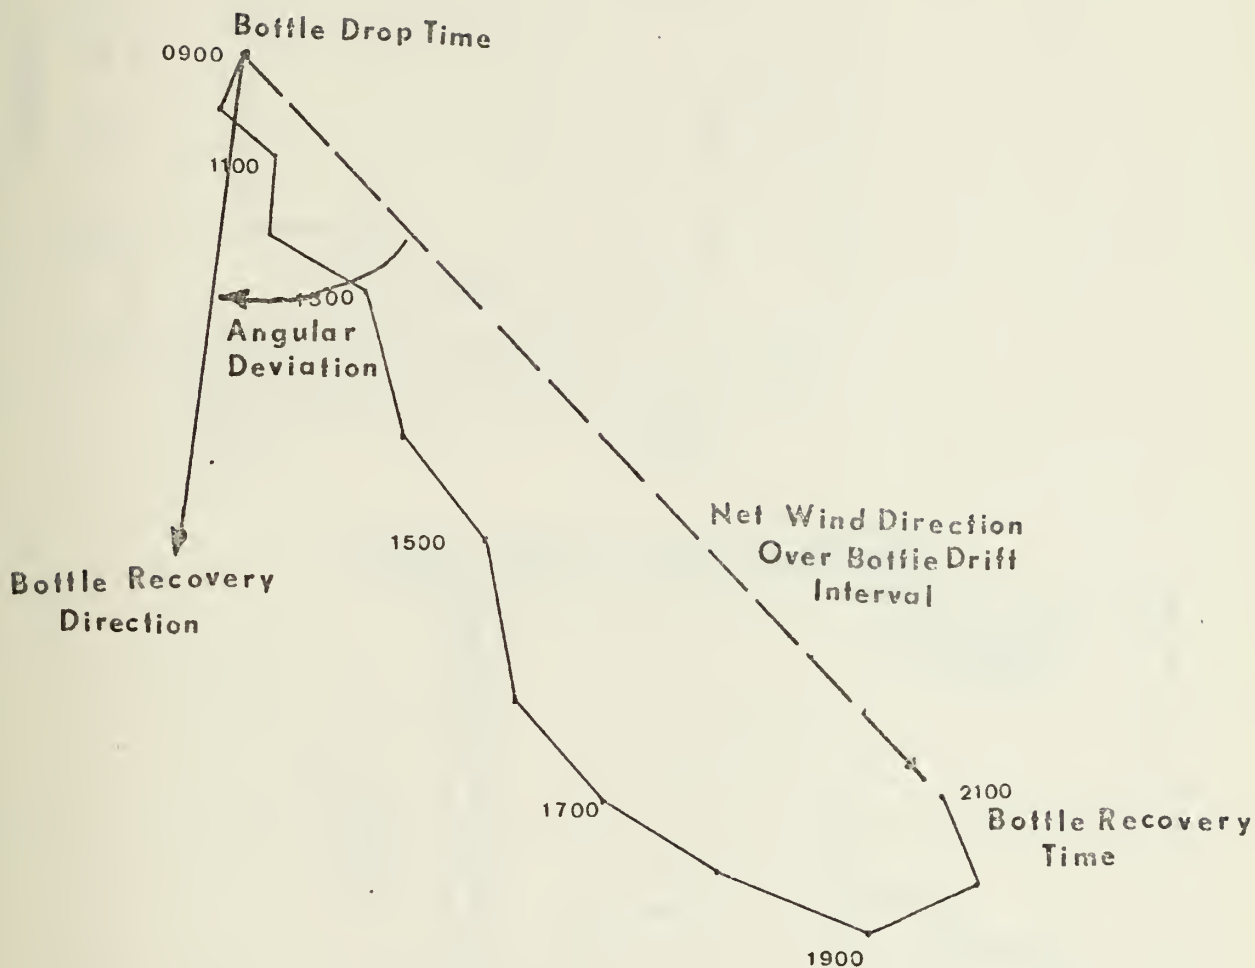 Bottle Drop Time
0900
1100
1300
Angular
Deviation
1500
Net Wind Direction
Over Bottle Drift
Interval
Bottle Recovery
Direction
1700
2100
Bottle Recovery
Time
1900